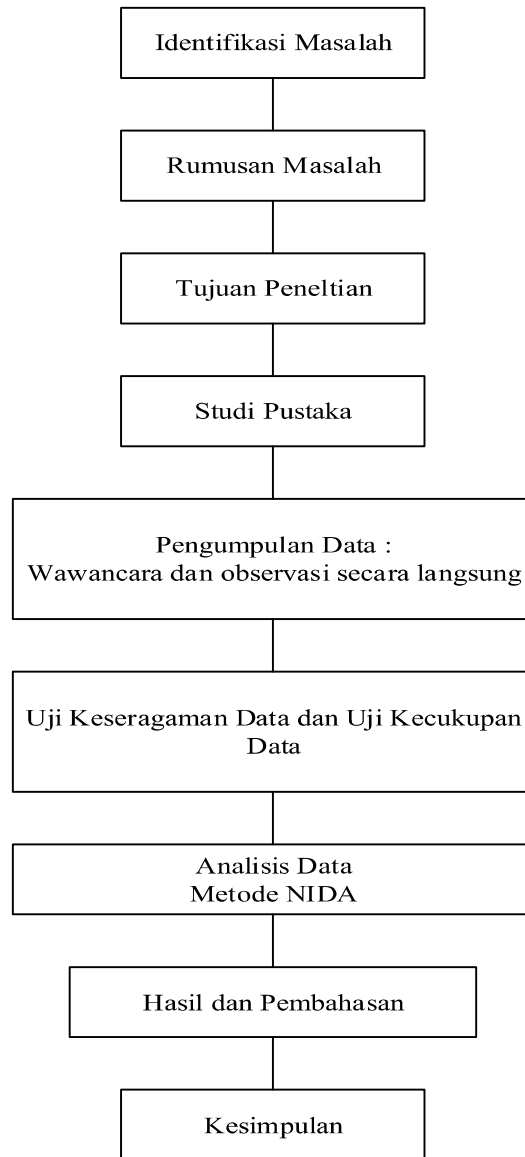 Identifikasi Masalah
Rumusan Masalah
Tujuan Peneltian
Studi Pustaka
Pengumpulan Data :
Wawancara dan observasi secara langsung
Uji Keseragaman Data dan Uji Kecukupan
Data
Analisis Data
Metode NIDA
Hasil dan Pembahasan
Kesimpulan